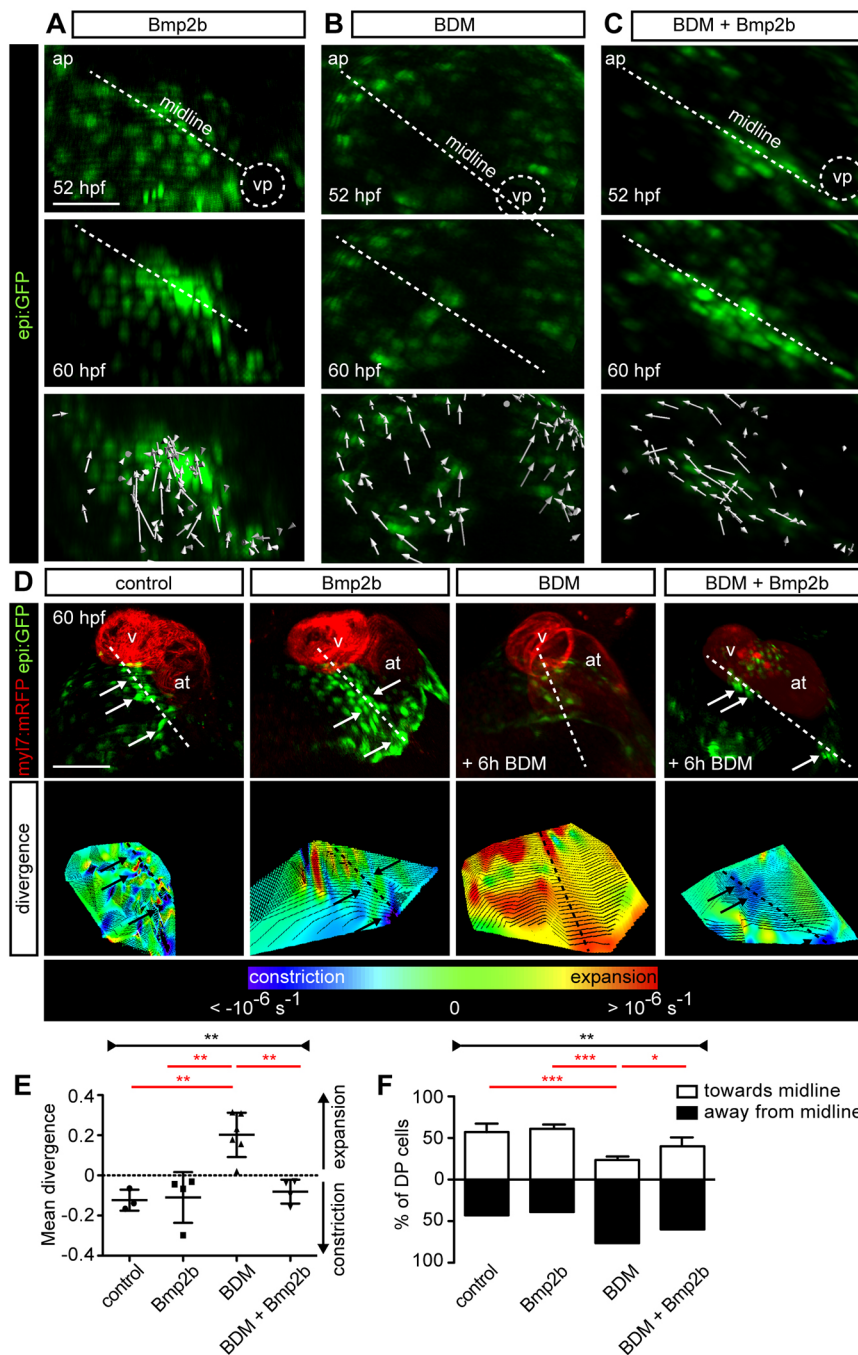 A Bmp2b
B BDM
C BDM + Bmp2b
epi:GFP
ap
midline
vp
52 hpf
ap
midline
vp
52 hpf
ap
midline
vp
52 hpf
60 hpf
60 hpf
60 hpf
D control
Bmp2b
BDM
BDM + Bmp2b
myl7:mRFP epi:GFP
60 hpf
v
at
v
at
v
at
+ 6h BDM
v
at
+ 6h BDM
divergence
constriction
expansion
< -10⁻⁶ s⁻¹
0
> 10⁻⁶ s⁻¹
E
**
** **
**
Mean divergence
0.4
0.2
0
-0.2
-0.4
expansion
constriction
control
Bmp2b
BDM
BDM + Bmp2b
F
**
*** *
***
towards midline
away from midline
% of DP cells
100
50
0
50
100
control
Bmp2b
BDM
BDM + Bmp2b